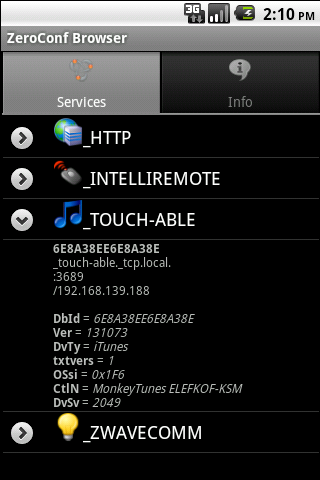 3G
2:10 PM
ZeroConf Browser
Services
Info
_HTTP
_INTELLIREMOTE
_TOUCH-ABLE
6E8A38EE6E8A38E
_touch-able._tcp.local.
:3689
/192.168.139.188
DbId = 6E8A38EE6E8A38E
Ver = 131073
DvTy = iTunes
txtvers = 1
OSsi = 0x1F6
CtlN = MonkeyTunes ELEFKOF-KSM
DvSv = 2049
_ZWAVECOMM